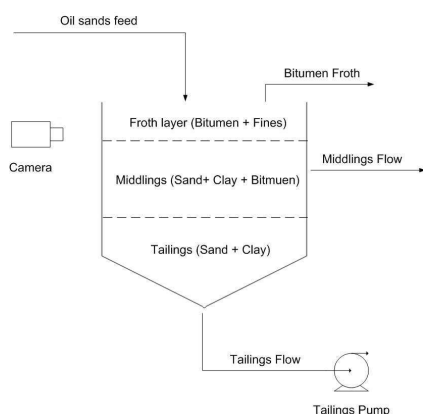 Oil sands feed
Bitumen Froth
Froth layer (Bitumen + Fines)
Camera
Middlings (Sand+ Clay + Bitmuen)
Middlings Flow
Tailings (Sand + Clay)
Tailings Flow
Tailings Pump